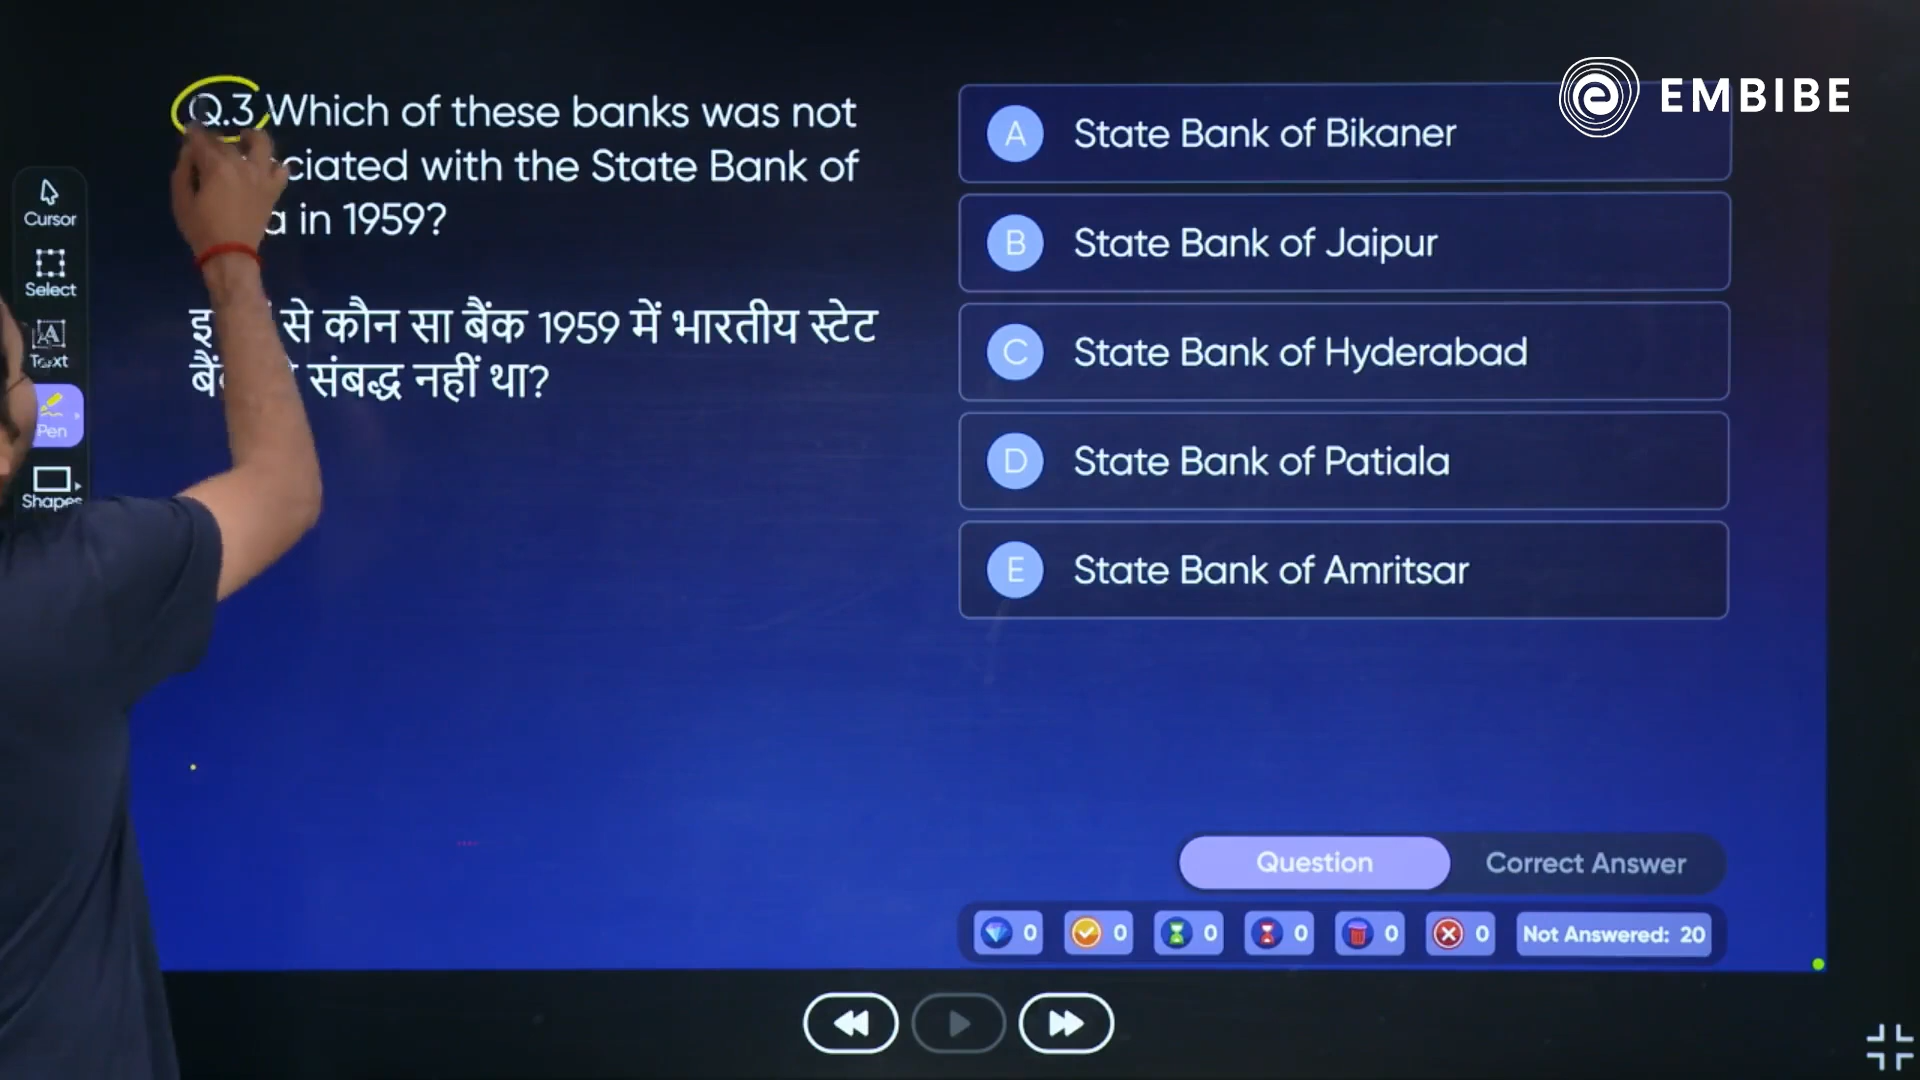 EMBIBE
Q.3 Which of these banks was not
ciated with the State Bank of
a in 1959?
से कौन सा बैंक 1959 में भारतीय स्टेट
संबद्ध नहीं था?
A State Bank of Bikaner
B State Bank of Jaipur
C State Bank of Hyderabad
D State Bank of Patiala
E State Bank of Amritsar
Cursor
Select
Text
Pen
Shapes
Question Correct Answer
0 0 0 0 0 0 Not Answered: 20